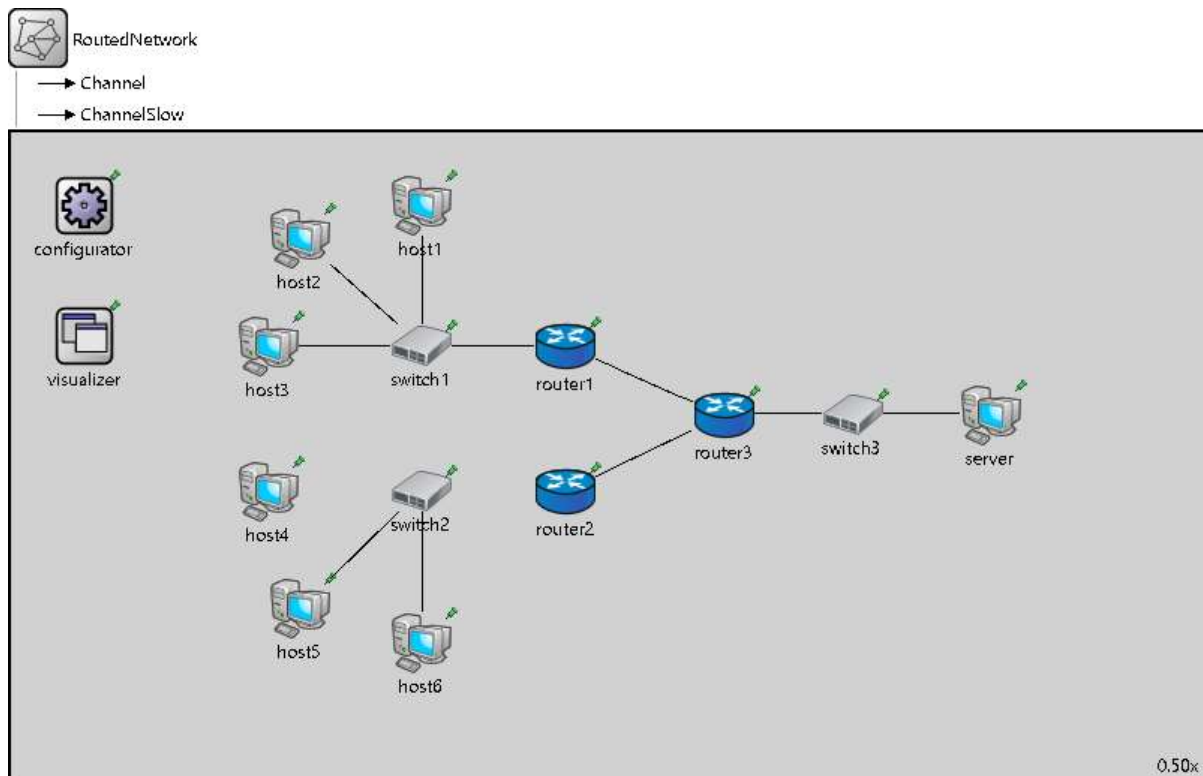 RoutedNetwork
Channel
ChannelSlow
configurator
host2
host1
visualizer
host3
switch1
router1
router3
switch3
server
host4
switch2
router2
host5
host6
0.50x